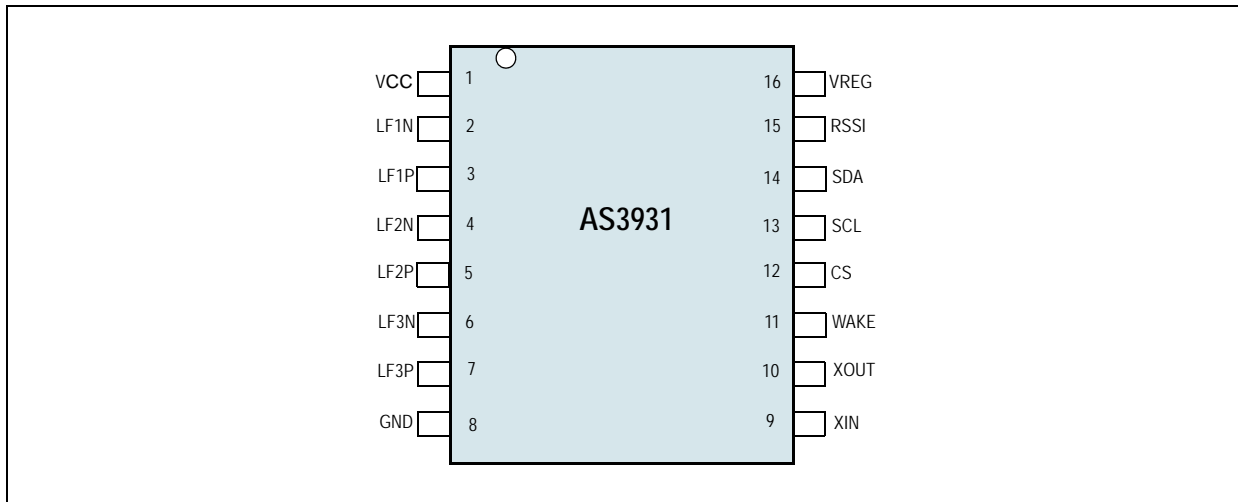 VCC 1 16 VREG
LF1N 2 15 RSSI
LF1P 3 14 SDA
AS3931
LF2N 4 13 SCL
LF2P 5 12 CS
LF3N 6 11 WAKE
LF3P 7 10 XOUT
GND 8 9 XIN